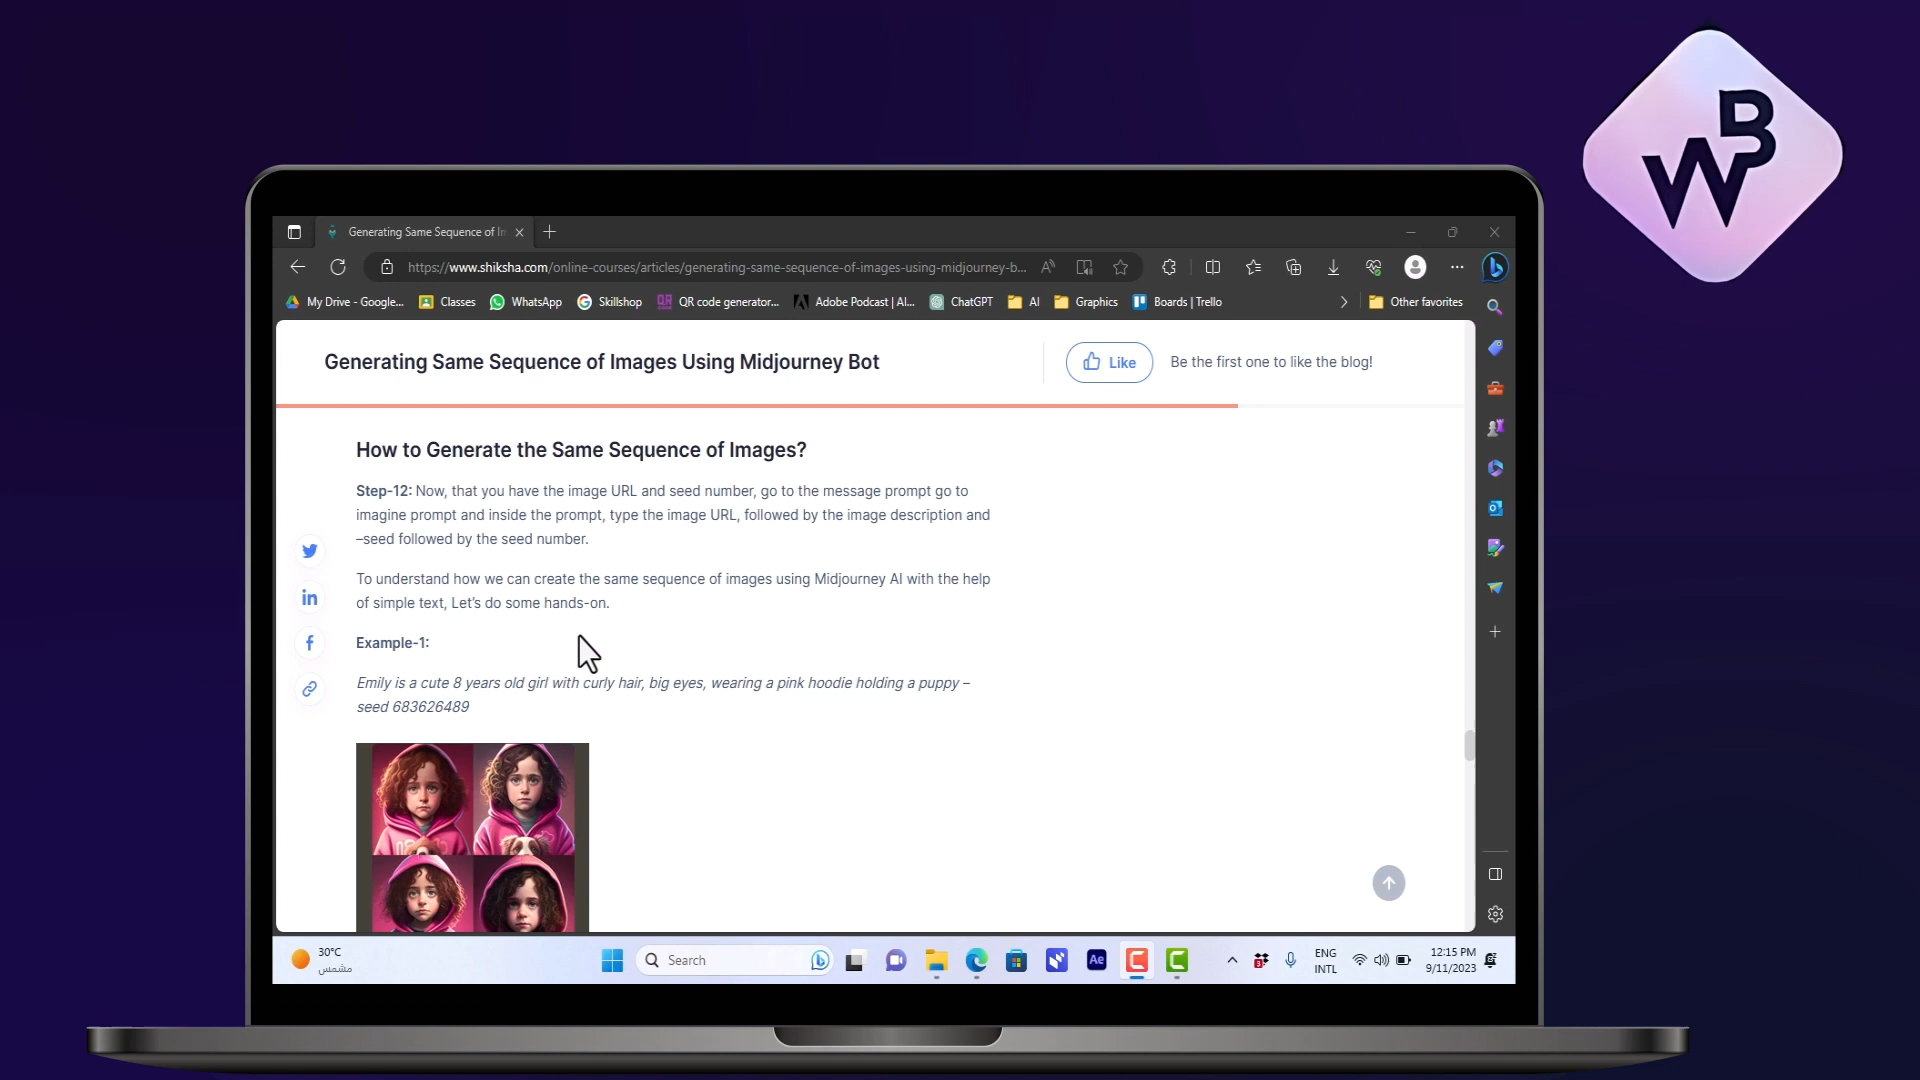 WB
Generating Same Sequence of In
https://www.shiksha.com/online-courses/articles/generating-same-sequence-of-images-using-midjourney-b...
My Drive - Google... Classes WhatsApp Skillshop QR code generator... Adobe Podcast | AI... ChatGPT AI Graphics Boards | Trello Other favorites
Generating Same Sequence of Images Using Midjourney Bot
Like
Be the first one to like the blog!
How to Generate the Same Sequence of Images?
Step-12: Now, that you have the image URL and seed number, go to the message prompt go to
imagine prompt and inside the prompt, type the image URL, followed by the image description and
–seed followed by the seed number.
To understand how we can create the same sequence of images using Midjourney AI with the help
of simple text, Let's do some hands-on.
Example-1:
Emily is a cute 8 years old girl with curly hair, big eyes, wearing a pink hoodie holding a puppy –
seed 683626489
30°C
مشمس
Search
Ae
ENG
INTL
12:15 PM
9/11/2023